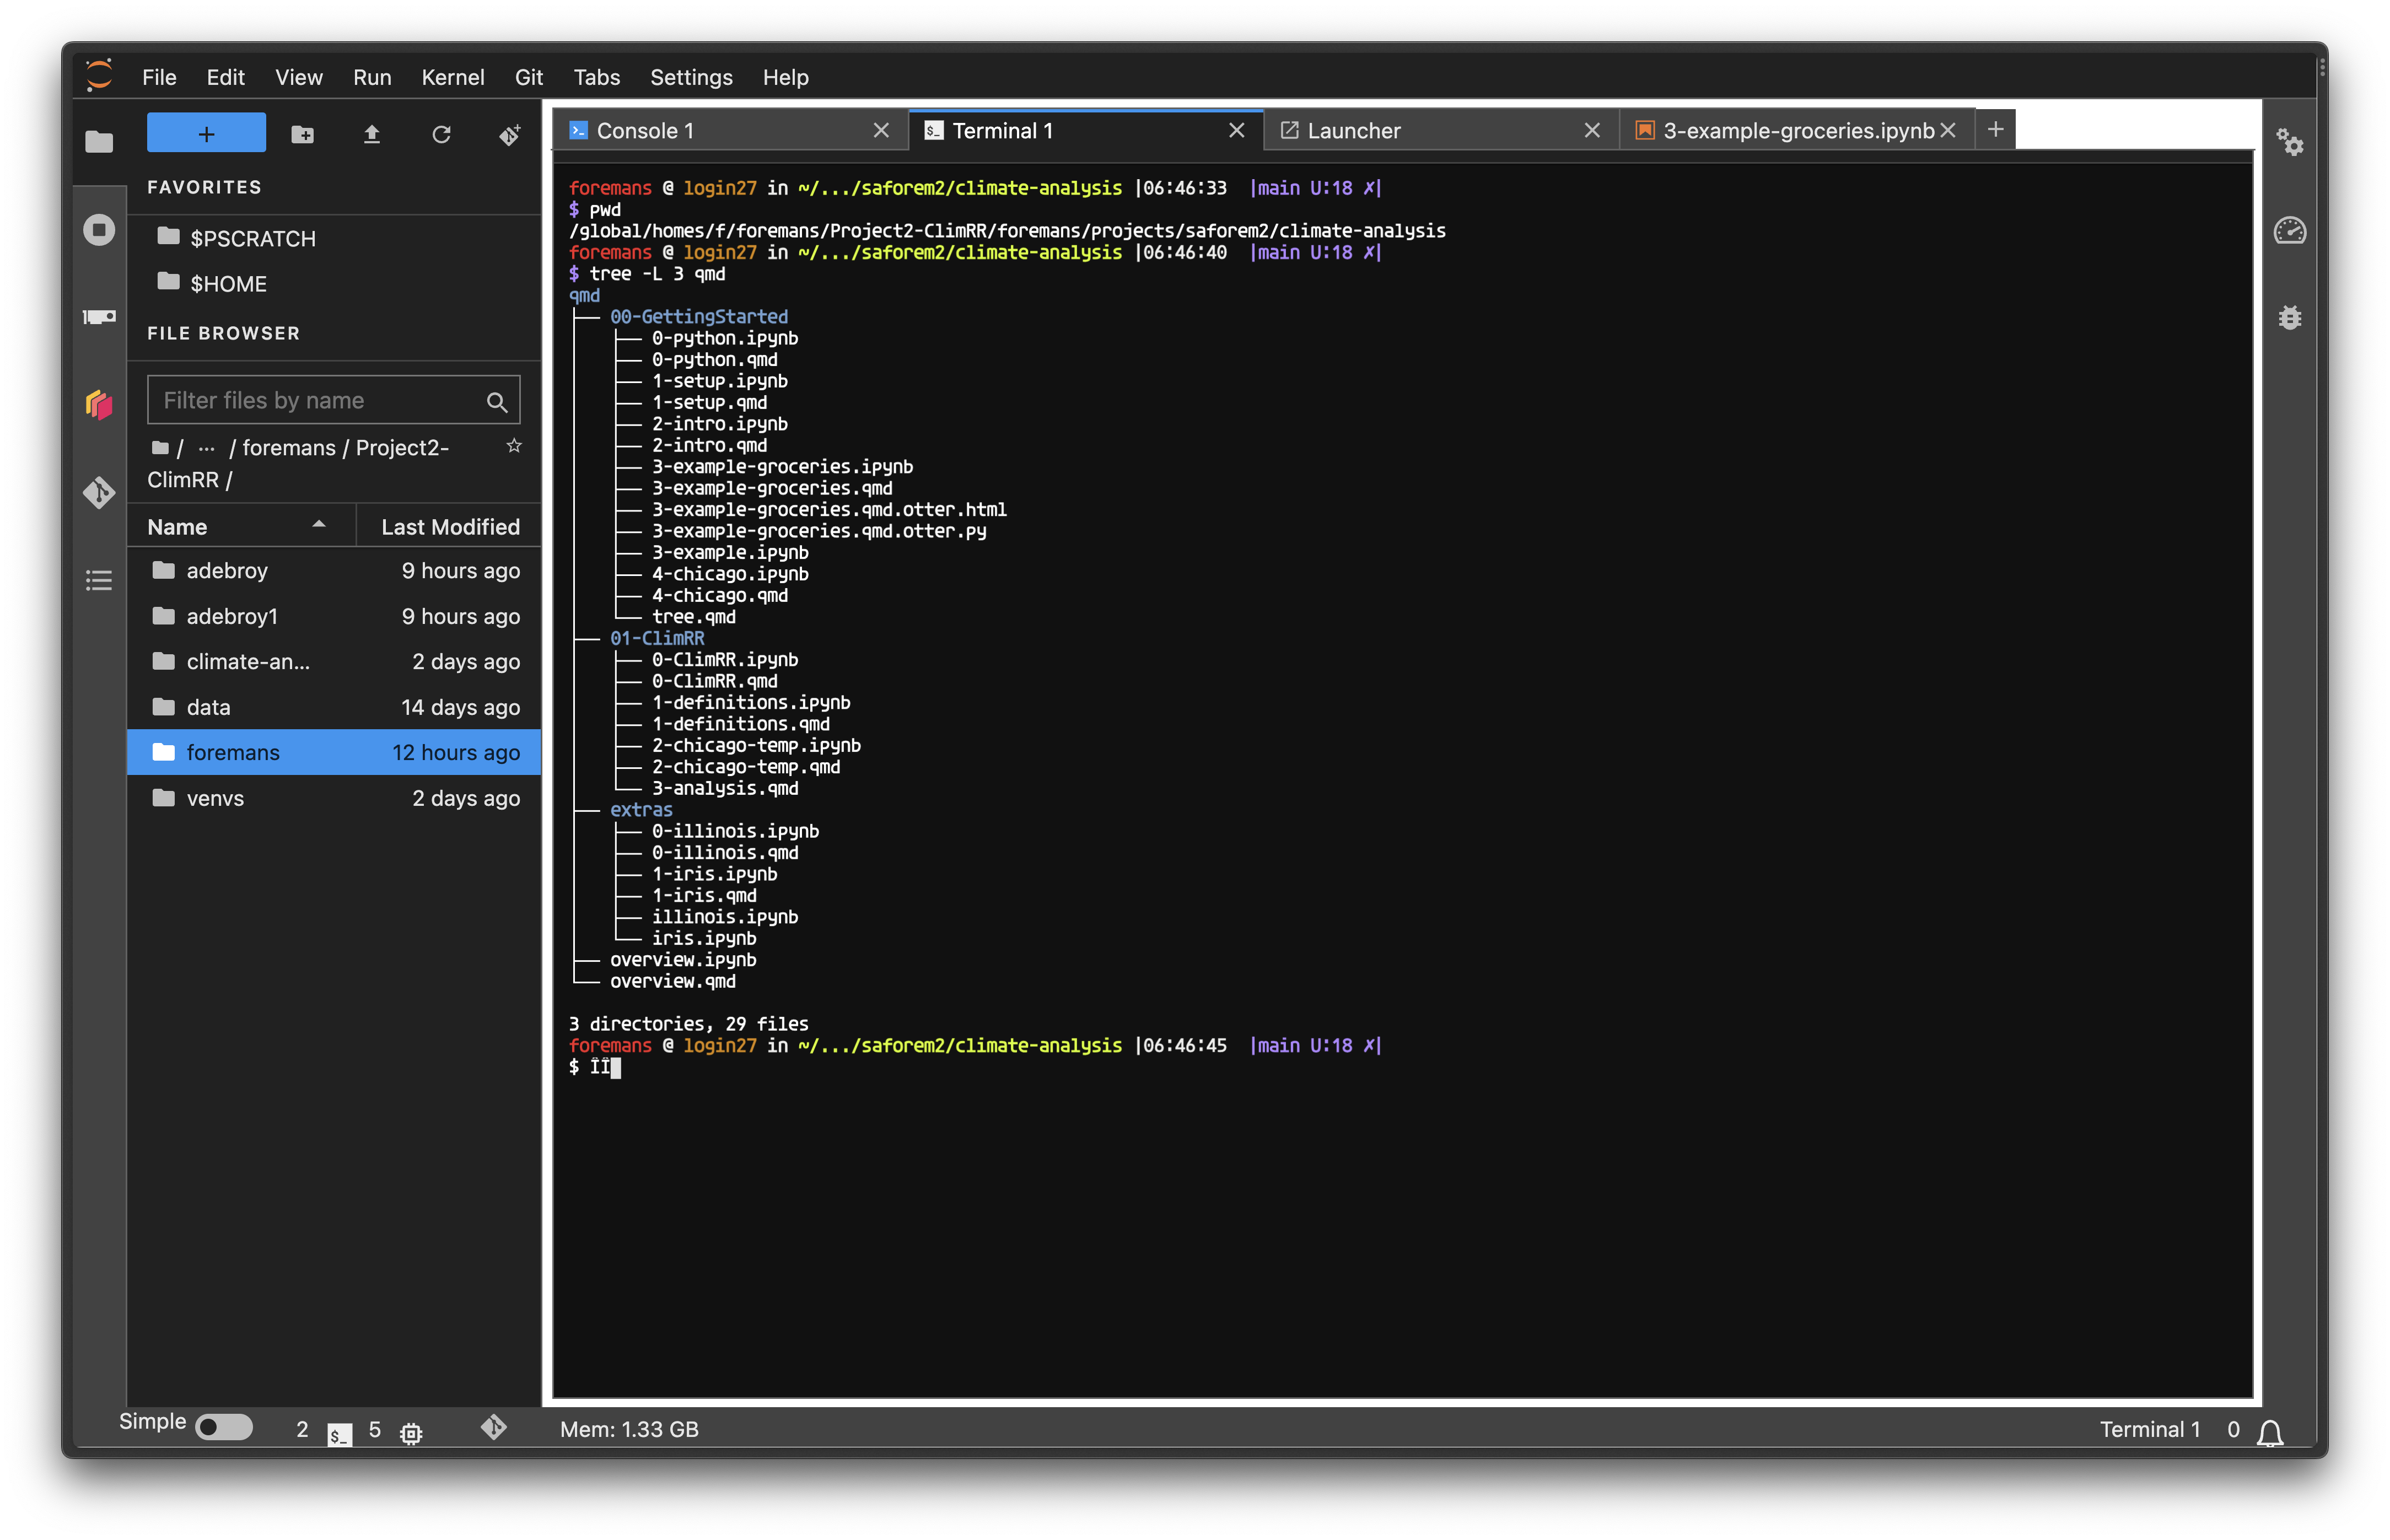 File Edit View Run Kernel Git Tabs Settings Help
+
FAVORITES
$PSCRATCH
$HOME
FILE BROWSER
Filter files by name
/ ... / foremans / Project2-
ClimRR /
Name Last Modified
adebroy 9 hours ago
adebroy1 9 hours ago
climate-an... 2 days ago
data 14 days ago
foremans 12 hours ago
venvs 2 days ago
Console 1 Terminal 1 Launcher 3-example-groceries.ipynb +
foremans @ login27 in ~/.../saforem2/climate-analysis |06:46:33 |main U:18 ✗|
$ pwd
/global/homes/f/foremans/Project2-ClimRR/foremans/projects/saforem2/climate-analysis
foremans @ login27 in ~/.../saforem2/climate-analysis |06:46:40 |main U:18 ✗|
$ tree -L 3 qmd
qmd
├── 00-GettingStarted
│   ├── 0-python.ipynb
│   ├── 0-python.qmd
│   ├── 1-setup.ipynb
│   ├── 1-setup.qmd
│   ├── 2-intro.ipynb
│   ├── 2-intro.qmd
│   ├── 3-example-groceries.ipynb
│   ├── 3-example-groceries.qmd
│   ├── 3-example-groceries.qmd.otter.html
│   ├── 3-example-groceries.qmd.otter.py
│   ├── 3-example.ipynb
│   ├── 4-chicago.ipynb
│   ├── 4-chicago.qmd
│   └── tree.qmd
├── 01-ClimRR
│   ├── 0-ClimRR.ipynb
│   ├── 0-ClimRR.qmd
│   ├── 1-definitions.ipynb
│   ├── 1-definitions.qmd
│   ├── 2-chicago-temp.ipynb
│   ├── 2-chicago-temp.qmd
│   └── 3-analysis.qmd
├── extras
│   ├── 0-illinois.ipynb
│   ├── 0-illinois.qmd
│   ├── 1-iris.ipynb
│   ├── 1-iris.qmd
│   ├── illinois.ipynb
│   └── iris.ipynb
├── overview.ipynb
└── overview.qmd
3 directories, 29 files
foremans @ login27 in ~/.../saforem2/climate-analysis |06:46:45 |main U:18 ✗|
$ ÏÏ
Simple 2 $_ 5 Mem: 1.33 GB Terminal 1 0